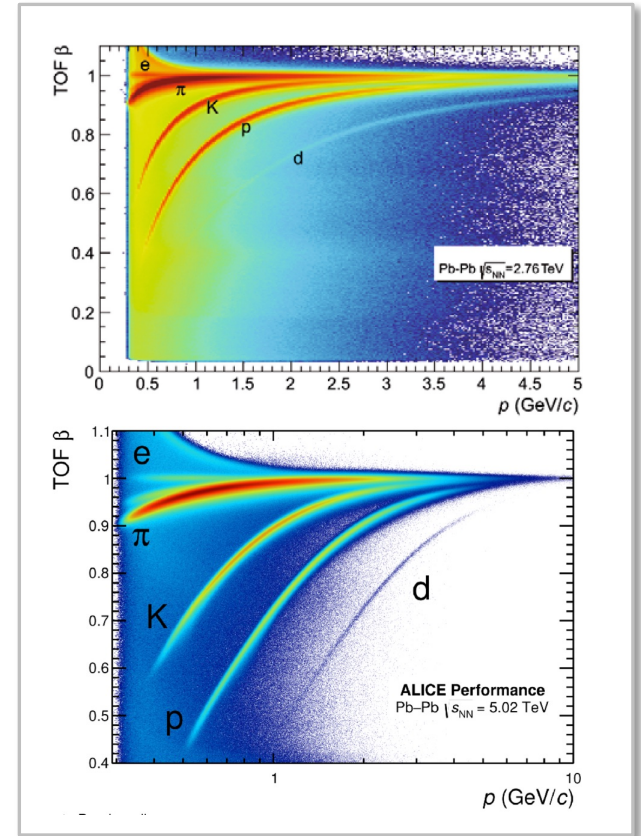 TOF β
1
0.8
0.6
0.4
0.2
0
e
π
K
p
d
Pb-Pb √sNN=2.76 TeV
0 0.5 1 1.5 2 2.5 3 3.5 4 4.5 5
p (GeV/c)
TOF β
1.1
1
0.9
0.8
0.7
0.6
0.5
0.4
e
π
K
p
d
ALICE Performance
Pb–Pb √sNN = 5.02 TeV
1 10
p (GeV/c)